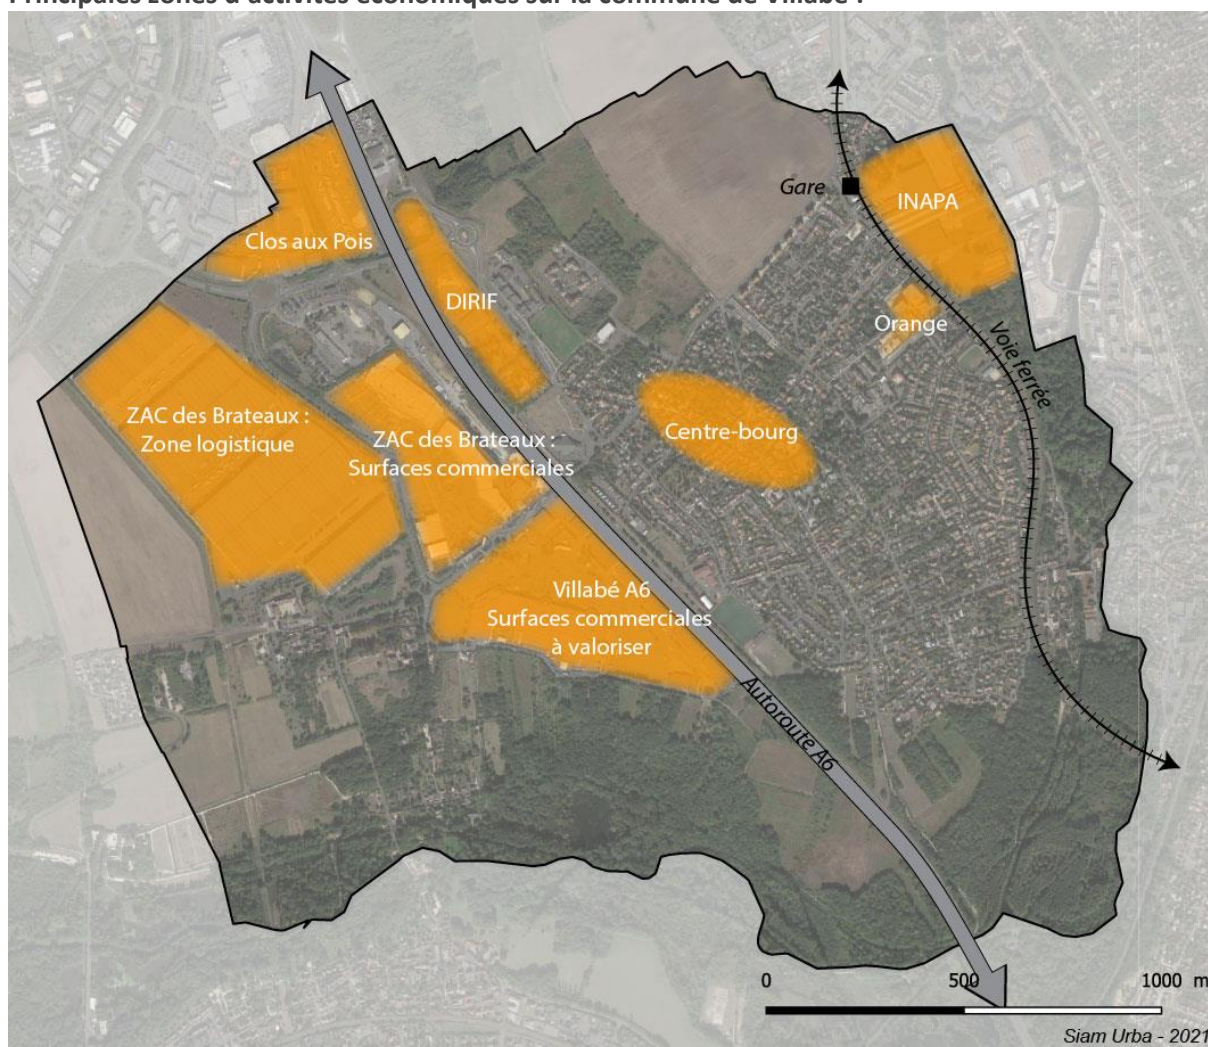 Principales zones d'activités économiques sur la commune de Villabé :
Gare
INAPA
Clos aux Pois
DIRIF
Orange
Voie ferrée
ZAC des Brateaux :
Zone logistique
ZAC des Brateaux :
Surfaces commerciales
Centre-bourg
Villabé A6
Surfaces commerciales
à valoriser
Autoroute A6
0 500 1000 m
Siam Urba - 2021